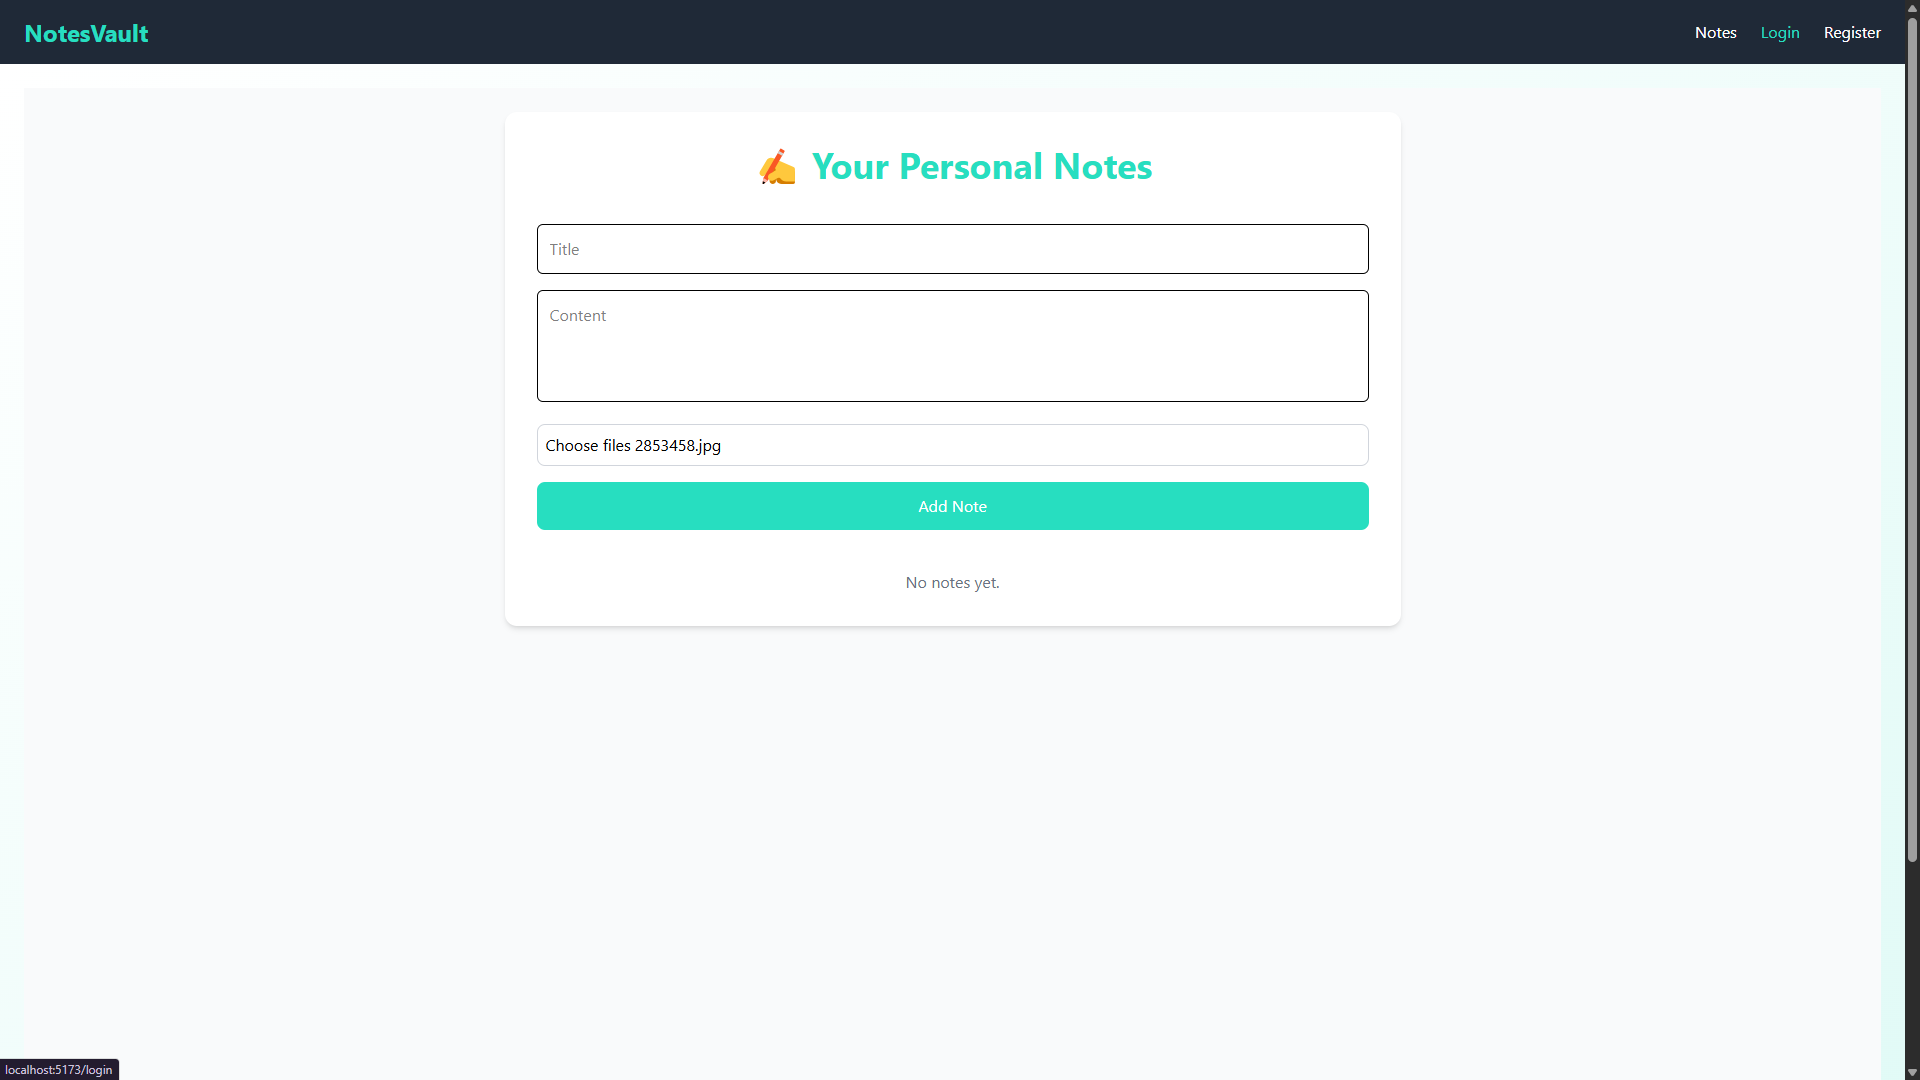 NotesVault
Notes Login Register
✍️ Your Personal Notes
Title
Content
Choose files 2853458.jpg
Add Note
No notes yet.
localhost:5173/login